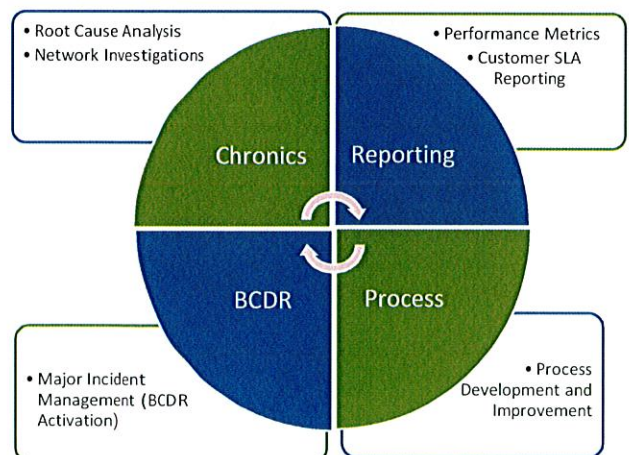 • Root Cause Analysis
• Network Investigations
• Performance Metrics
• Customer SLA
Reporting
Chronics
Reporting
BCDR
Process
• Major Incident
Management (BCDR
Activation)
• Process
Development and
Improvement